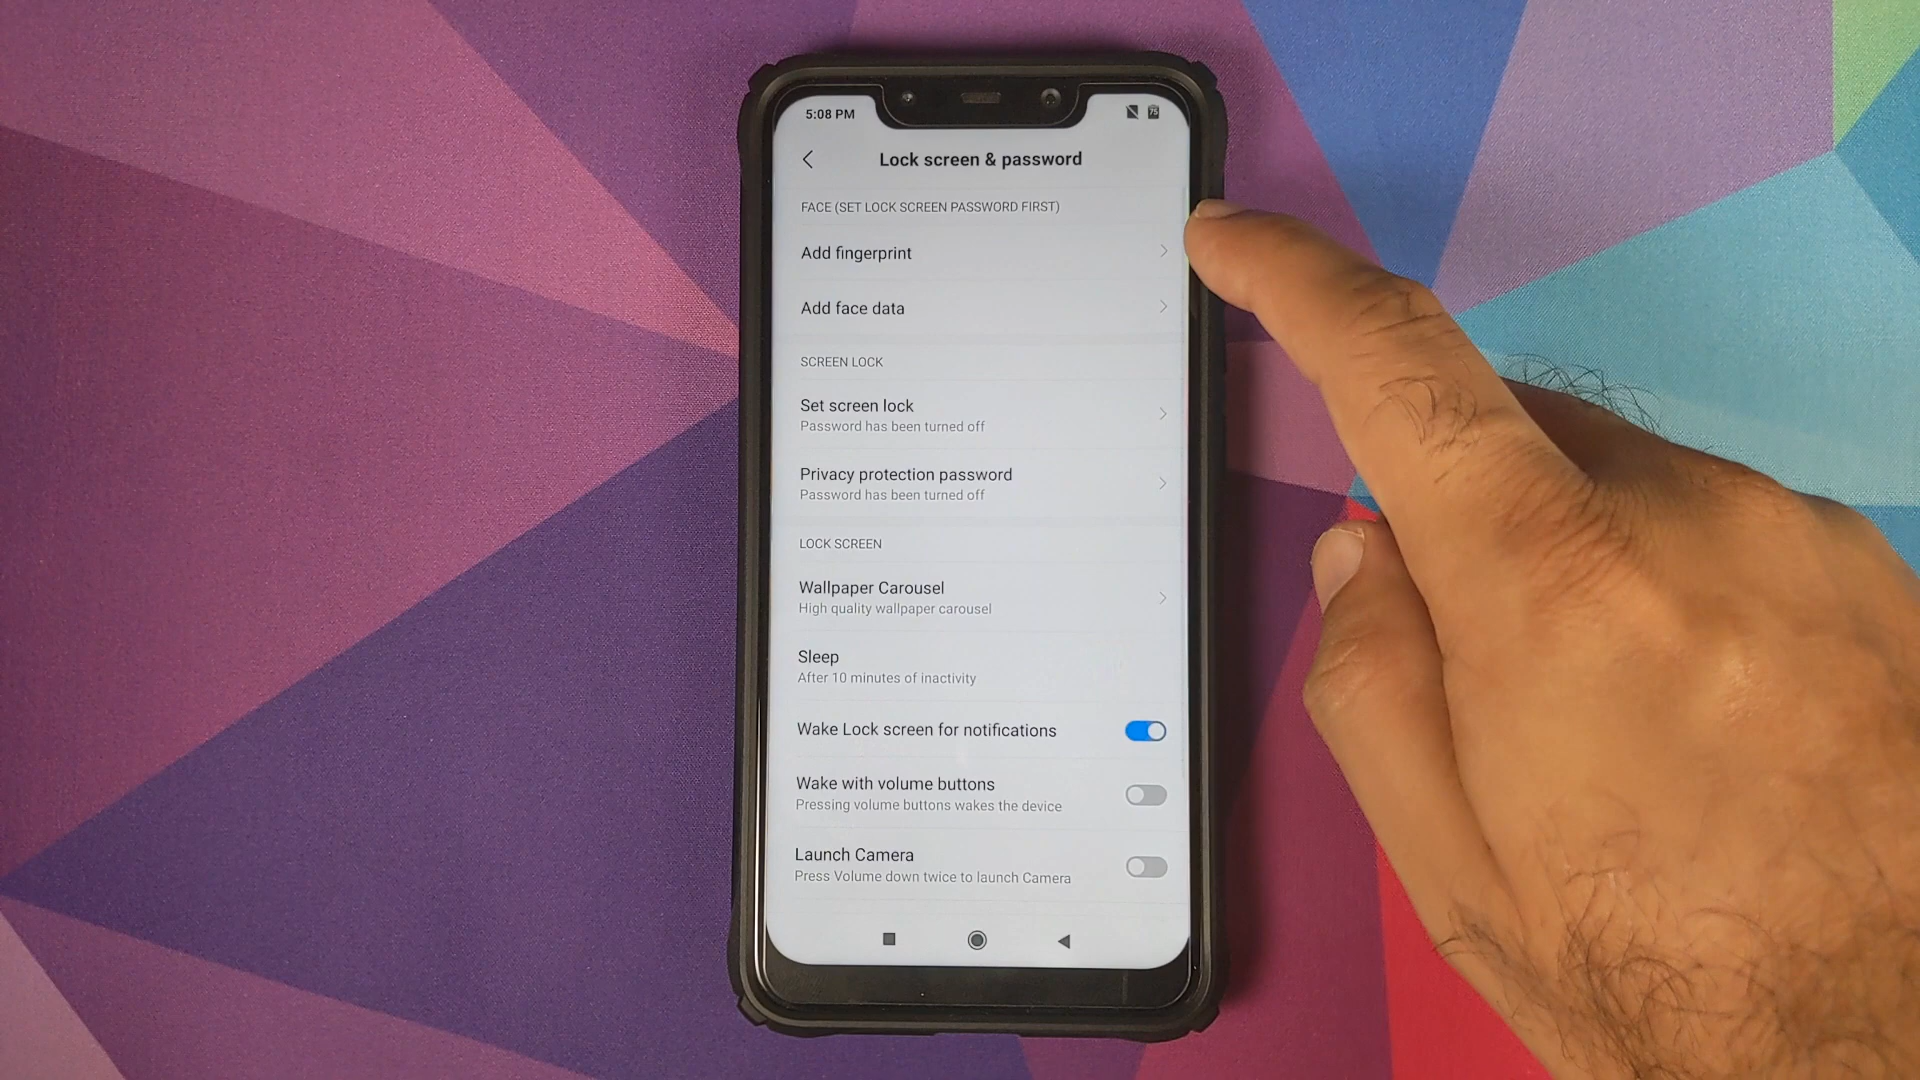 5:08 PM
75
Lock screen & password
FACE (SET LOCK SCREEN PASSWORD FIRST)
Add fingerprint
Add face data
SCREEN LOCK
Set screen lock
Password has been turned off
Privacy protection password
Password has been turned off
LOCK SCREEN
Wallpaper Carousel
High quality wallpaper carousel
Sleep
After 10 minutes of inactivity
Wake Lock screen for notifications
Wake with volume buttons
Pressing volume buttons wakes the device
Launch Camera
Press Volume down twice to launch Camera